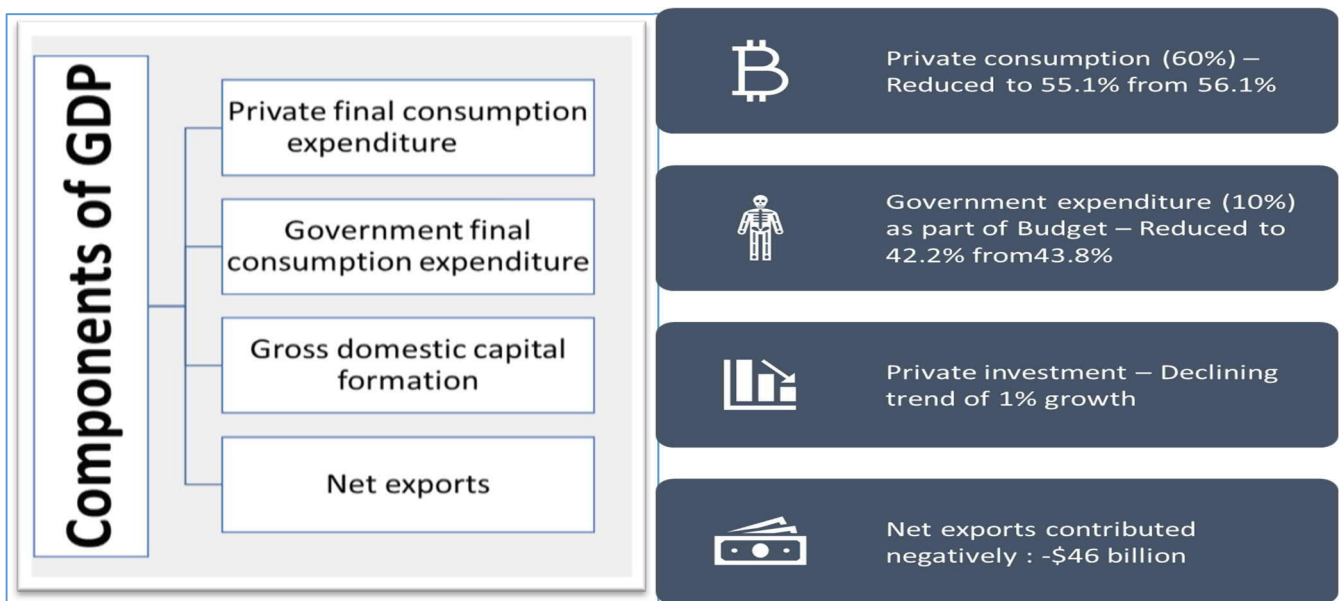 Components of GDP
Private final consumption
expenditure
Government final
consumption expenditure
Gross domestic capital
formation
Net exports
Private consumption (60%) –
Reduced to 55.1% from 56.1%
Government expenditure (10%)
as part of Budget – Reduced to
42.2% from43.8%
Private investment – Declining
trend of 1% growth
Net exports contributed
negatively : -$46 billion